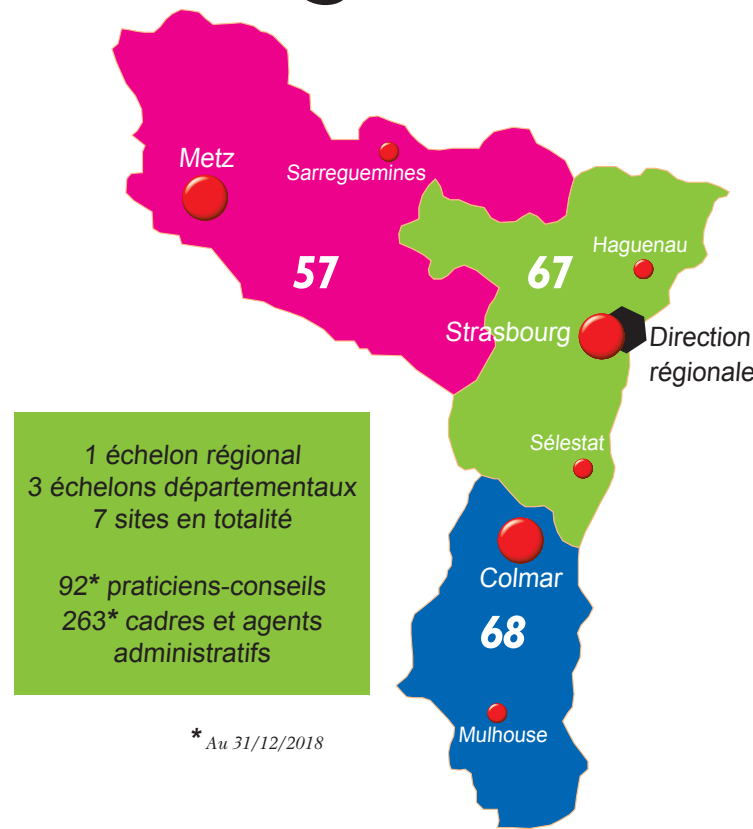 Metz
Sarreguemines
57
67
Haguenau
Strasbourg
Direction
régionale
Sélestat
1 échelon régional
3 échelons départementaux
7 sites en totalité
92* praticiens-conseils
263* cadres et agents
administratifs
Colmar
68
Mulhouse
* Au 31/12/2018